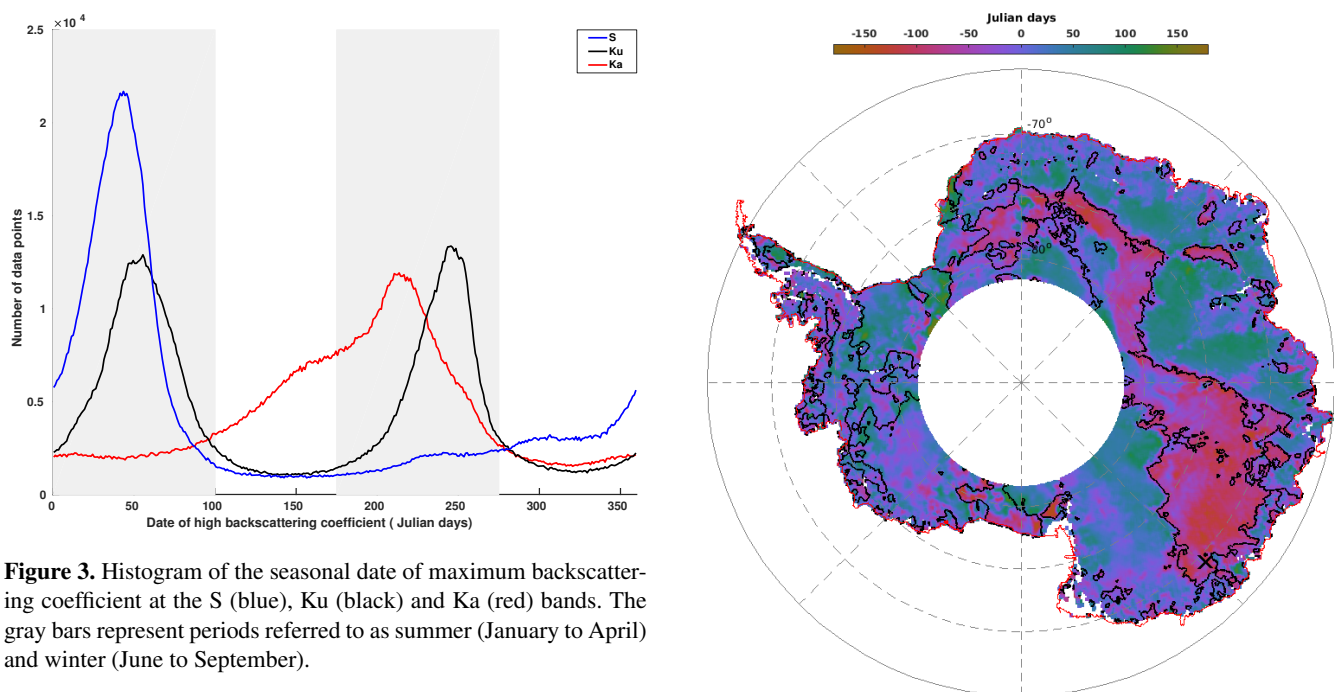 ×10 4
2.5
2
1.5
1
0.5
0
Number of data points
S
Ku
Ka
0 50 100 150 200 250 300 350
Date of high backscattering coefficient ( Julian days)
Figure 3. Histogram of the seasonal date of maximum backscatter-
ing coefficient at the S (blue), Ku (black) and Ka (red) bands. The
gray bars represent periods referred to as summer (January to April)
and winter (June to September).
Julian days
-150 -100 -50 0 50 100 150
-70°
-80°